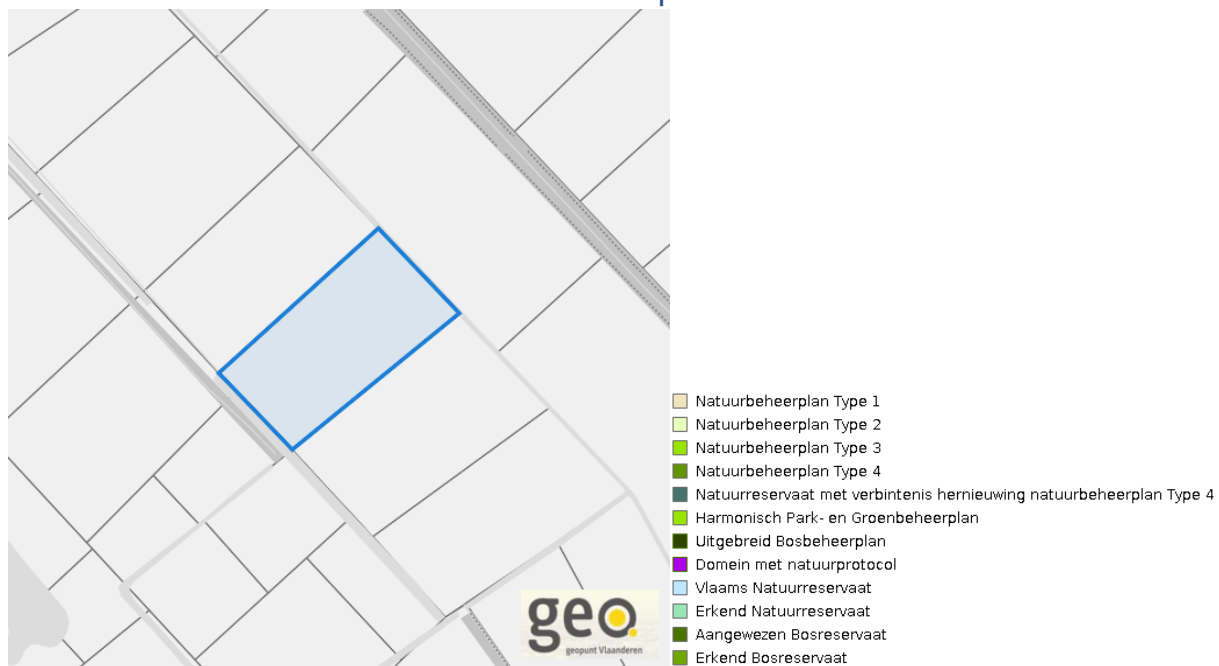 Natuurbeheerplan Type 1
Natuurbeheerplan Type 2
Natuurbeheerplan Type 3
Natuurbeheerplan Type 4
Natuurreservaat met verbintenis hernieuwing natuurbeheerplan Type 4
Harmonisch Park- en Groenbeheerplan
Uitgebreid Bosbeheerplan
Domein met natuurprotocol
Vlaams Natuurreservaat
Erkend Natuurreservaat
Aangewezen Bosreservaat
Erkend Bosreservaat
geo.
geopunt Vlaanderen